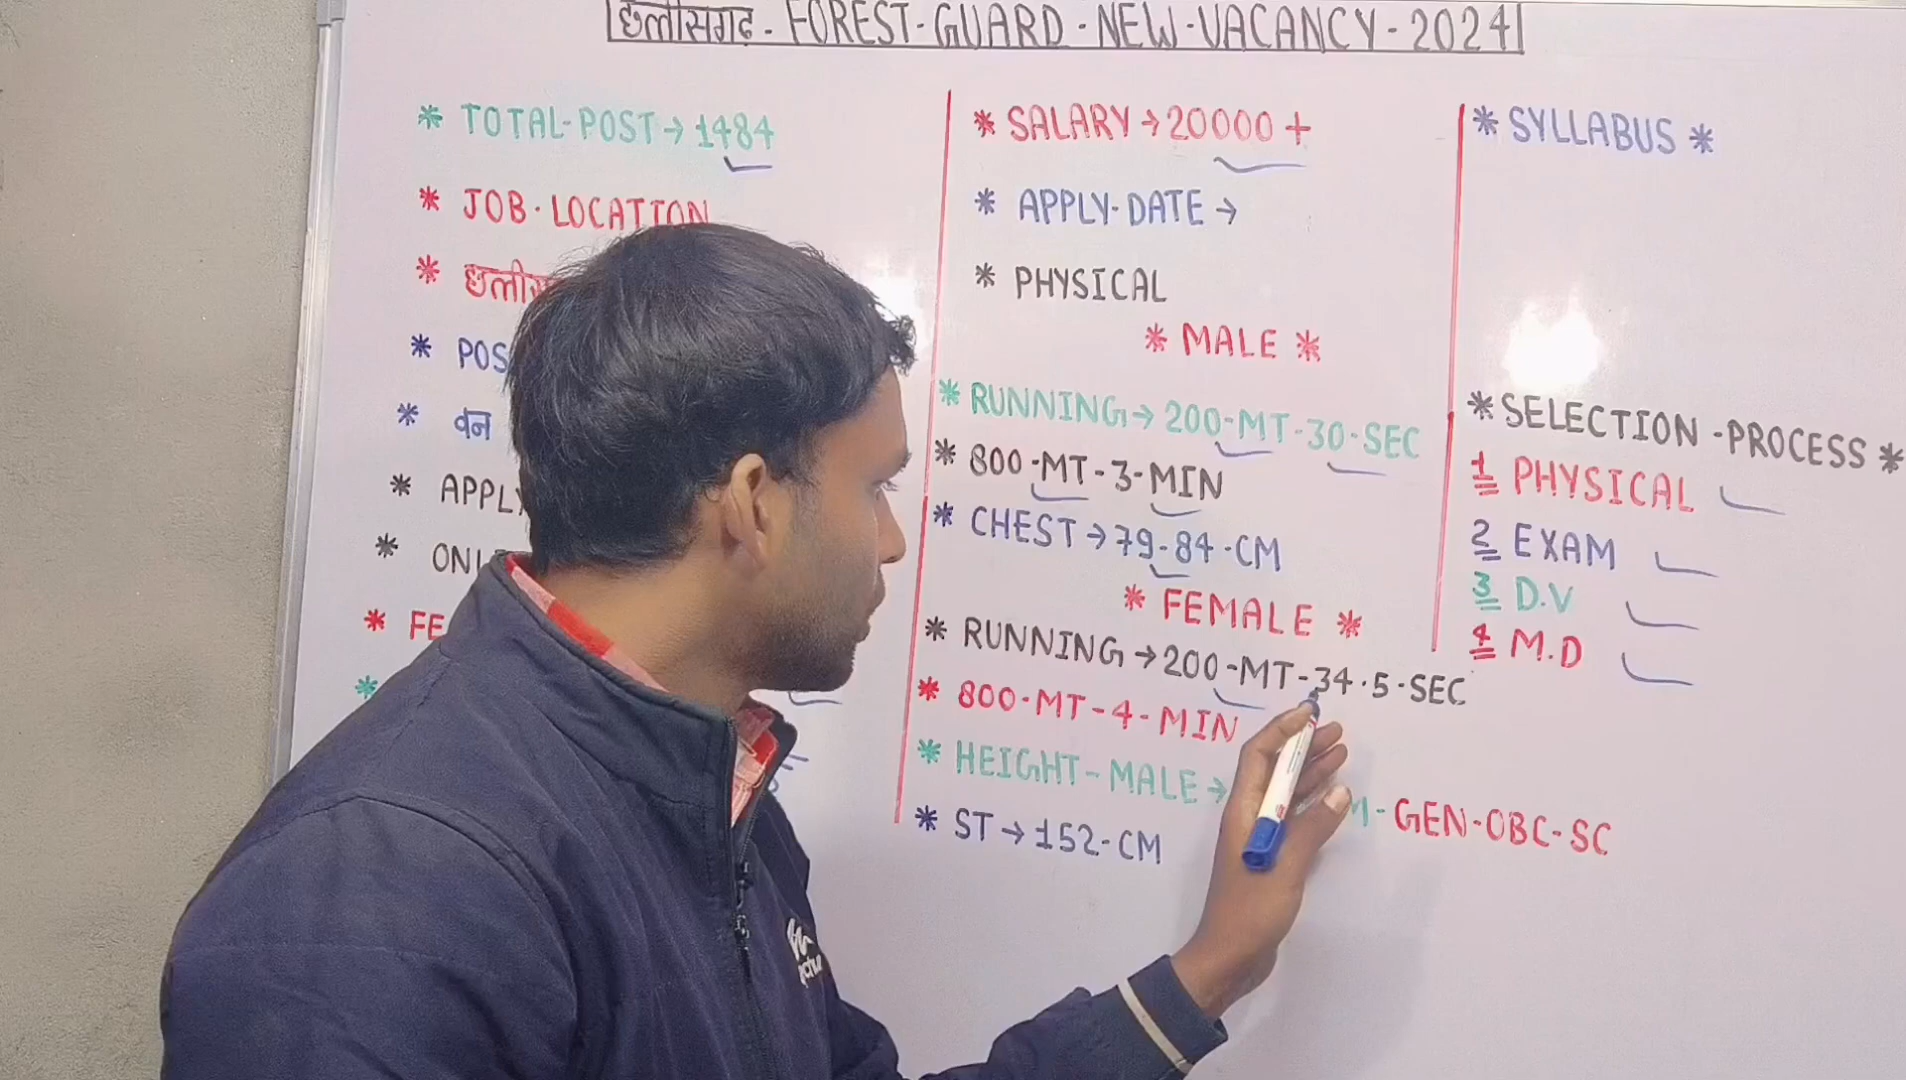 छत्तीसगढ़ - FOREST-GUARD-NEW-VACANCY-2024
* TOTAL-POST→1484
* JOB-LOCATION
*
* POS
* वन
* APPLY
* ONL
* FE
*
* SALARY→20000+
* APPLY-DATE→
* PHYSICAL
* MALE *
* RUNNING→200-MT-30-SEC
* 800-MT-3-MIN
* CHEST→79-84-CM
* FEMALE *
* RUNNING→200-MT-34.5-SEC
* 800-MT-4-MIN
* HEIGHT-MALE→ M-GEN-OBC-SC
* ST→152-CM
* SYLLABUS *
* SELECTION-PROCESS *
1 PHYSICAL
2 EXAM
3 D.V
4 M.D